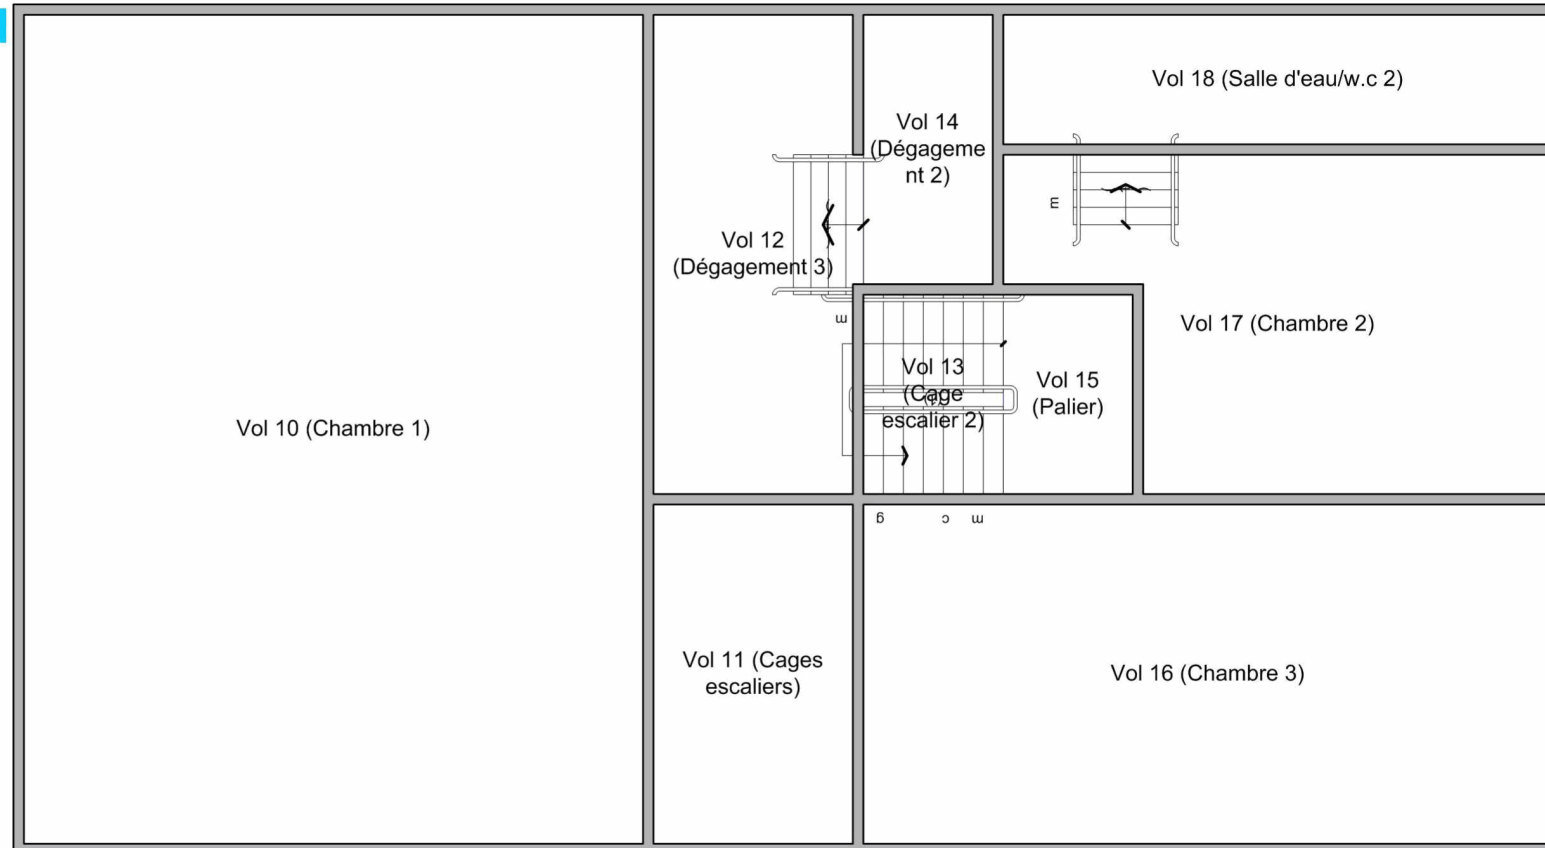 Vol 18 (Salle d'eau/w.c 2)
Vol 14
(Dégageme
nt 2)
m
Vol 12
(Dégagement 3)
m
Vol 17 (Chambre 2)
Vol 13
(Cage
escalier 2)
Vol 15
(Palier)
Vol 10 (Chambre 1)
g
c
m
Vol 11 (Cages
escaliers)
Vol 16 (Chambre 3)